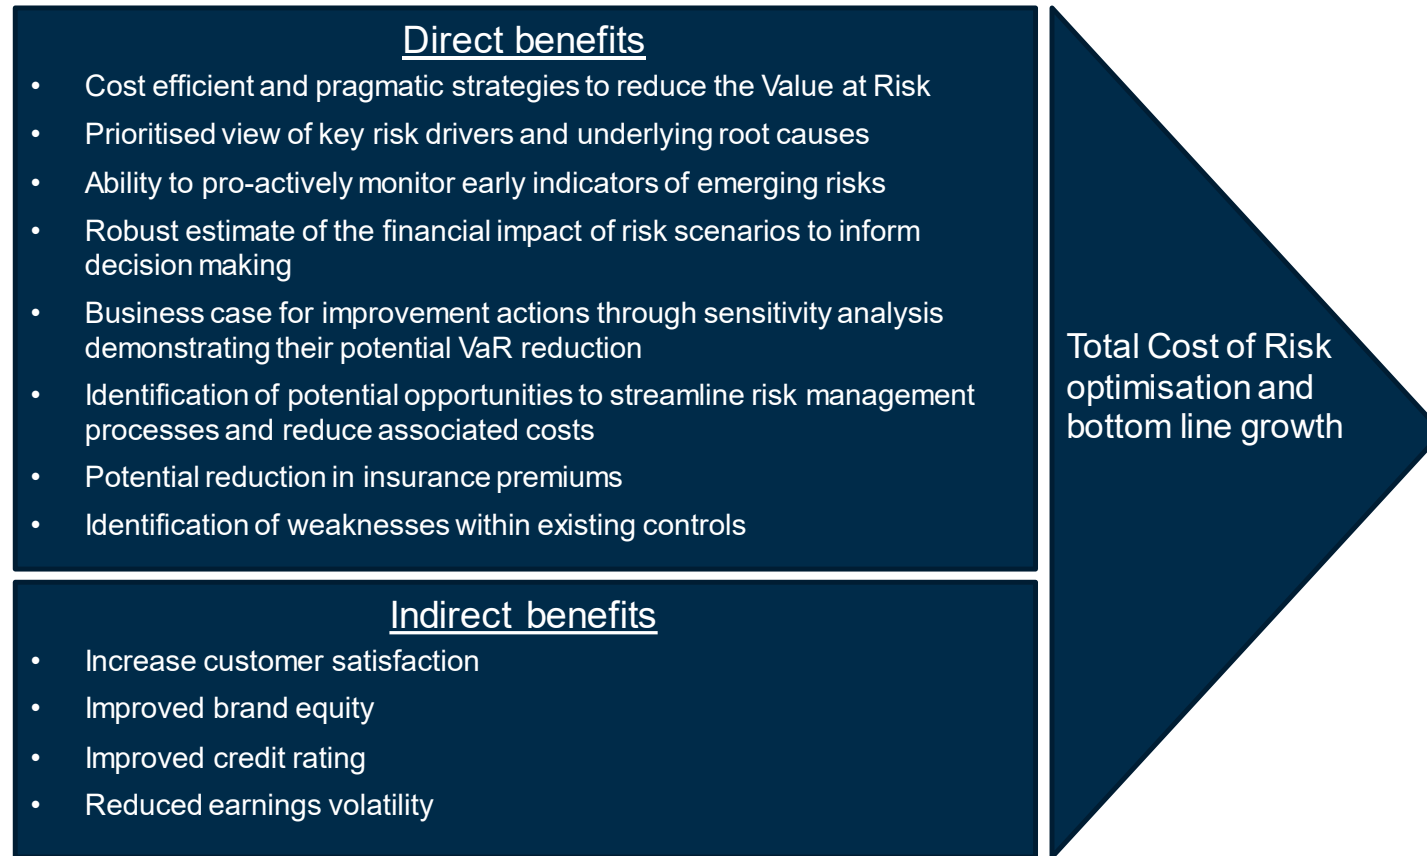 Direct benefits
• Cost efficient and pragmatic strategies to reduce the Value at Risk
• Prioritised view of key risk drivers and underlying root causes
• Ability to pro-actively monitor early indicators of emerging risks
• Robust estimate of the financial impact of risk scenarios to inform
decision making
• Business case for improvement actions through sensitivity analysis
demonstrating their potential VaR reduction
• Identification of potential opportunities to streamline risk management
processes and reduce associated costs
• Potential reduction in insurance premiums
• Identification of weaknesses within existing controls
Indirect benefits
• Increase customer satisfaction
• Improved brand equity
• Improved credit rating
• Reduced earnings volatility
Total Cost of Risk
optimisation and
bottom line growth